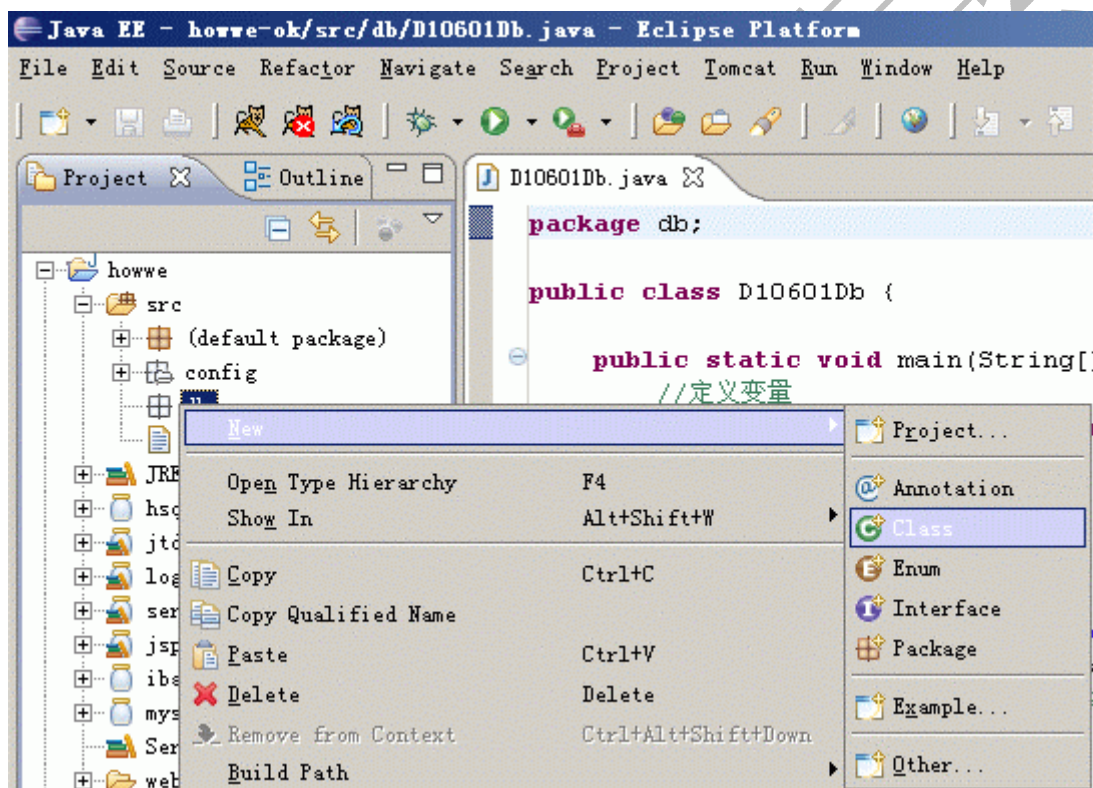 Java EE - howwe-ok/src/db/D10601Db.java - Eclipse Platform
File Edit Source Refactor Navigate Search Project Tomcat Run Window Help
Project Outline
D10601Db.java
package db;
howwe
public class D10601Db {
src
(default package)
public static void main(String[]
config
//定义变量
New
Project...
JRE
Open Type Hierarchy F4
Annotation
Show In Alt+Shift+W
Class
Copy Ctrl+C
Enum
Copy Qualified Name
Interface
Paste Ctrl+V
Package
Delete Delete
Example...
Remove from Context Ctrl+Alt+Shift+Down
Build Path
Other...